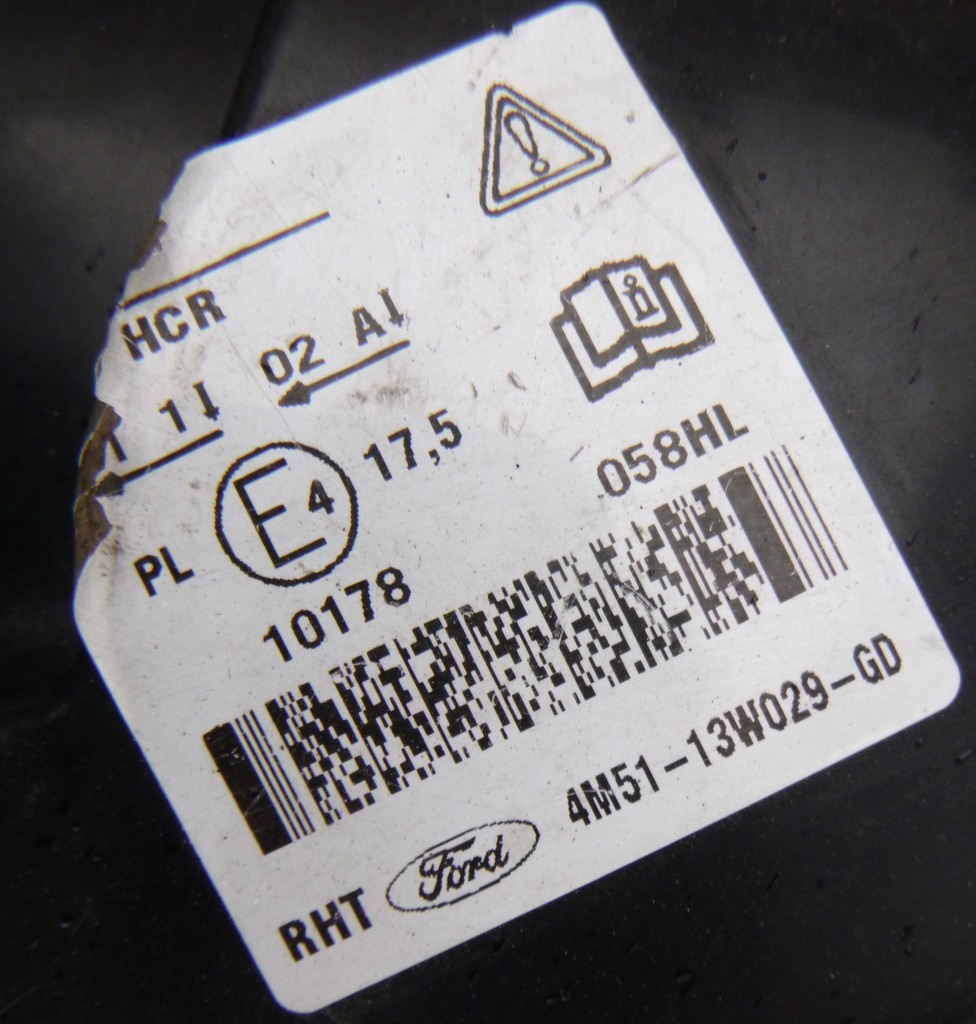 HCR
02 A
1 1
17,5
E4
PL
058HL
10178
4M51-13W029-GD
RHT Ford